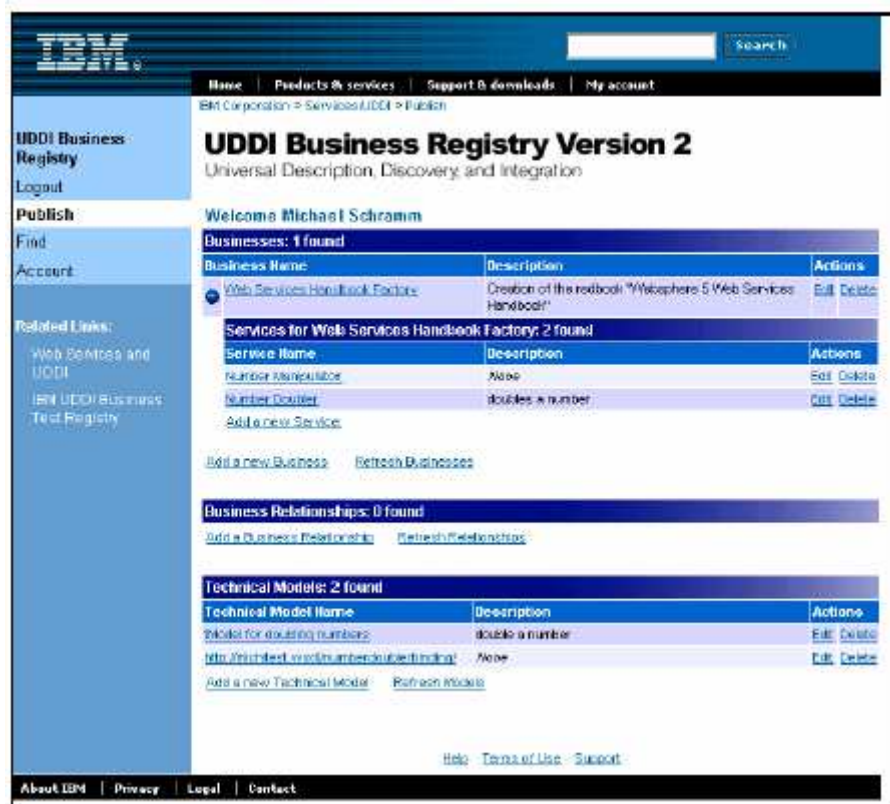 IBM®
Search
Home | Products & services | Support & downloads | My account
IBM Corporation > Services/UDDI > Publish
UDDI Business
Registry
Logout
Publish
Find
Account
Related Links:
Web Services and
UDDI
IBM UDDI Business
Test Registry
UDDI Business Registry Version 2
Universal Description, Discovery, and Integration
Welcome Michael Schramm
Businesses: 1 found
Business Name Description Actions
Web Services Handbook Factory Creation of the redbook "Websphere 5 Web Services Handbook" Edit Delete
Services for Web Services Handbook Factory: 2 found
Service Name Description Actions
Number Manipulator None Edit Delete
Number Doubler doubles a number Edit Delete
Add a new Service
Add a new Business Refresh Businesses
Business Relationships: 0 found
Add a Business Relationship Refresh Relationships
Technical Models: 2 found
Technical Model Name Description Actions
tModel for doubling numbers double a number Edit Delete
None Edit Delete
Add a new Technical Model Refresh Models
Help Terms of Use Support
About IBM | Privacy | Legal | Contact